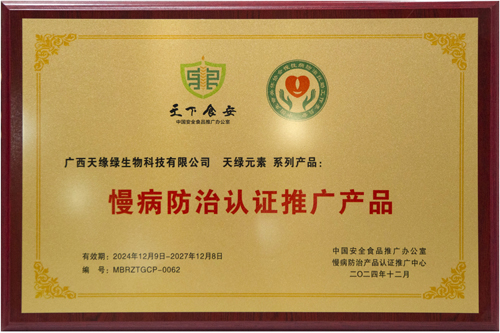 天下食安
中国安全食品推广办公室
广西天缘绿生物科技有限公司 天绿元素 系列产品：
慢病防治认证推广产品
有效期：2024年12月9日-2027年12月8日
编 号：MBRZTGCP-0062
中国安全食品推广办公室
慢病防治产品认证推广中心
二〇二四年十二月